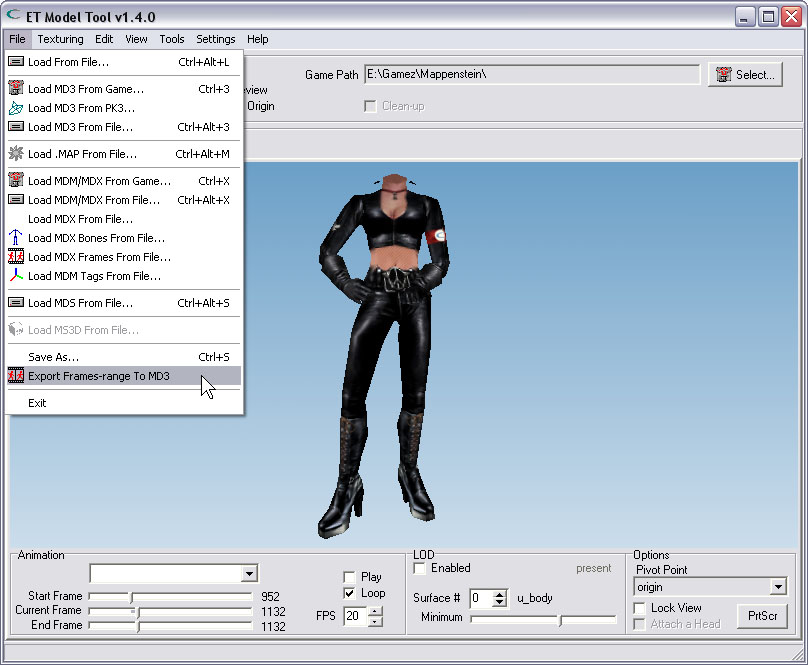 ET Model Tool v1.4.0
File Texturing Edit View Tools Settings Help
Load From File... Ctrl+Alt+L
Load MD3 From Game... Ctrl+3
Load MD3 From PK3...
Load MD3 From File... Ctrl+Alt+3
Load .MAP From File... Ctrl+Alt+M
Load MDM/MDX From Game... Ctrl+X
Load MDM/MDX From File... Ctrl+Alt+X
Load MDX From File...
Load MDX Bones From File...
Load MDX Frames From File...
Load MDM Tags From File...
Load MDS From File... Ctrl+Alt+S
Load MS3D From File...
Save As... Ctrl+S
Export Frames-range To MD3
Exit
Game Path E:\Gamez\Mappenstein\ Select...
eview
Origin Clean-up
Animation
Play
Loop
Start Frame 952
Current Frame 1132
End Frame 1132
FPS 20
LOD
Enabled present
Surface # 0 u_body
Minimum
Options
Pivot Point
origin
Lock View
Attach a Head
PrtScr